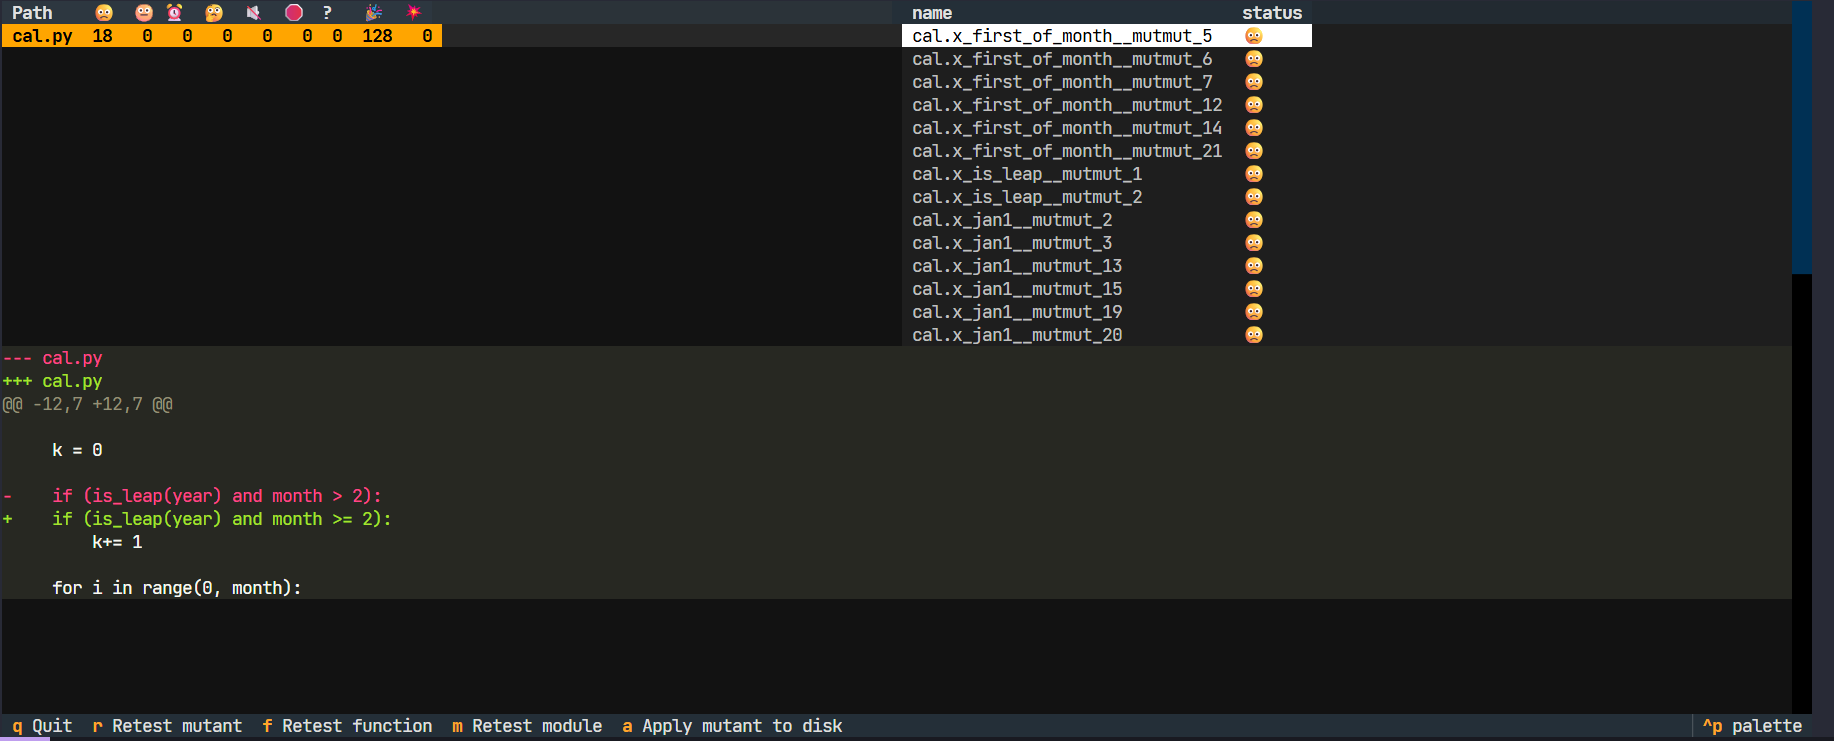 Path 🙁 🫥 ⏰ 🤔 🔇 🛑 ? 🎉 💥
cal.py 18 0 0 0 0 0 0 128 0
name status
cal.x_first_of_month__mutmut_5 🙁
cal.x_first_of_month__mutmut_6 🙁
cal.x_first_of_month__mutmut_7 🙁
cal.x_first_of_month__mutmut_12 🙁
cal.x_first_of_month__mutmut_14 🙁
cal.x_first_of_month__mutmut_21 🙁
cal.x_is_leap__mutmut_1 🙁
cal.x_is_leap__mutmut_2 🙁
cal.x_jan1__mutmut_2 🙁
cal.x_jan1__mutmut_3 🙁
cal.x_jan1__mutmut_13 🙁
cal.x_jan1__mutmut_15 🙁
cal.x_jan1__mutmut_19 🙁
cal.x_jan1__mutmut_20 🙁
--- cal.py
+++ cal.py
@@ -12,7 +12,7 @@
k = 0
-    if (is_leap(year) and month > 2):
+    if (is_leap(year) and month >= 2):
k+= 1
for i in range(0, month):
q Quit r Retest mutant f Retest function m Retest module a Apply mutant to disk ^p palette